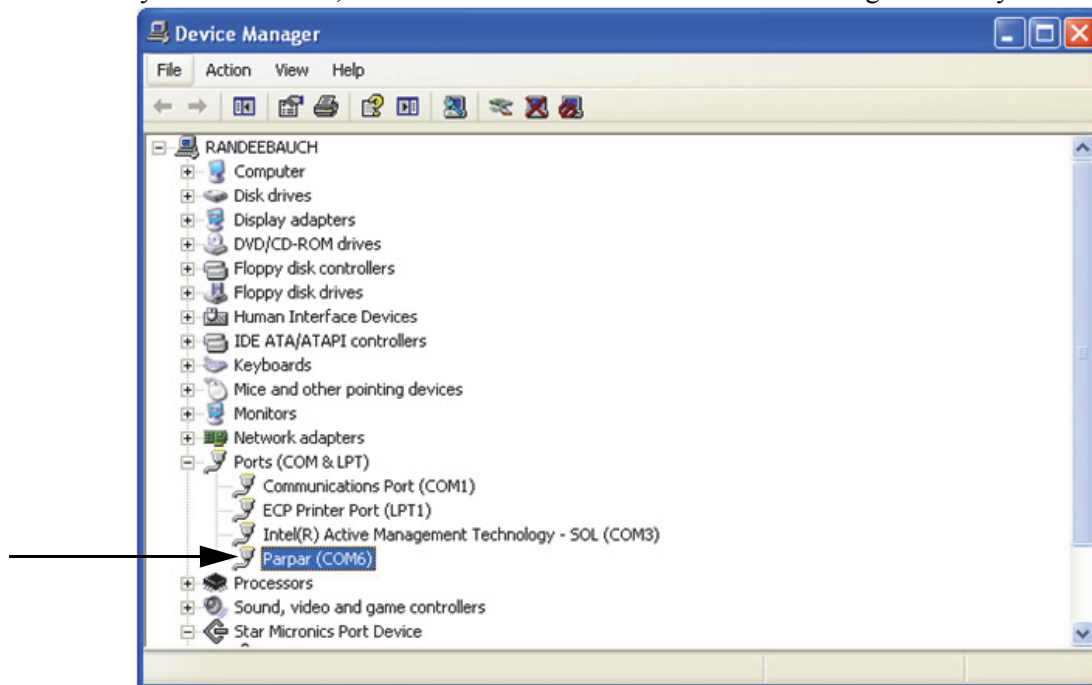 Device Manager
File Action View Help
RANDEEBAUCH
Computer
Disk drives
Display adapters
DVD/CD-ROM drives
Floppy disk controllers
Floppy disk drives
Human Interface Devices
IDE ATA/ATAPI controllers
Keyboards
Mice and other pointing devices
Monitors
Network adapters
Ports (COM & LPT)
Communications Port (COM1)
ECP Printer Port (LPT1)
Intel(R) Active Management Technology - SOL (COM3)
Parpar (COM6)
Processors
Sound, video and game controllers
Star Micronics Port Device